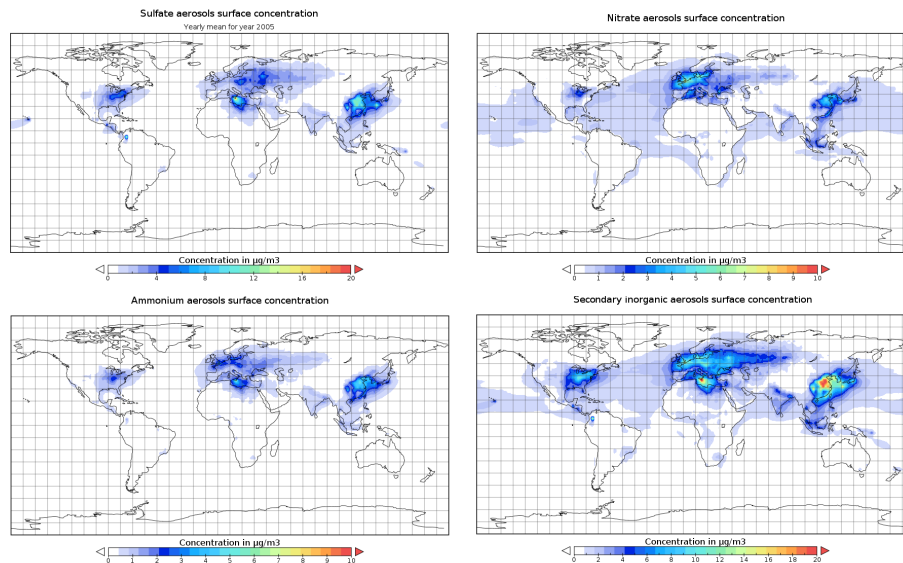 Sulfate aerosols surface concentration
Yearly mean for year 2005
Concentration in µg/m3
0 4 8 12 16 20
Nitrate aerosols surface concentration
Concentration in µg/m3
0 1 2 3 4 5 6 7 8 9 10
Ammonium aerosols surface concentration
Concentration in µg/m3
0 1 2 3 4 5 6 7 8 9 10
Secondary inorganic aerosols surface concentration
Concentration in µg/m3
0 2 4 6 8 10 12 14 16 18 20